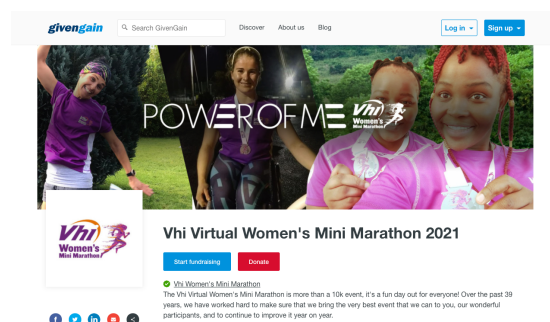 givengain
Search GivenGain
Discover
About us
Blog
Log in
Sign up
POWEROFME
Vhi
Women's
Mini Marathon
Vhi
Women's
Mini Marathon
Vhi Virtual Women's Mini Marathon 2021
Start fundraising
Donate
Vhi Women's Mini Marathon
The Vhi Virtual Women's Mini Marathon is more than a 10k event, it's a fun day out for everyone! Over the past 39
years, we have worked hard to make sure that we bring the very best event that we can to you, our wonderful
participants, and to continue to improve it year on year.